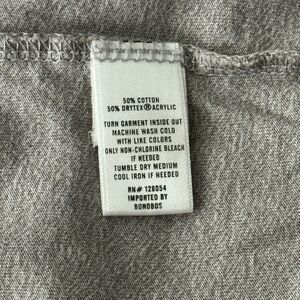 50% COTTON
50% DRYTEX®ACRYLIC
TURN GARMENT INSIDE OUT
MACHINE WASH COLD
WITH LIKE COLORS
ONLY NON-CHLORINE BLEACH
IF NEEDED
TUMBLE DRY MEDIUM
COOL IRON IF NEEDED
RN# 128054
IMPORTED BY
BONOBOS